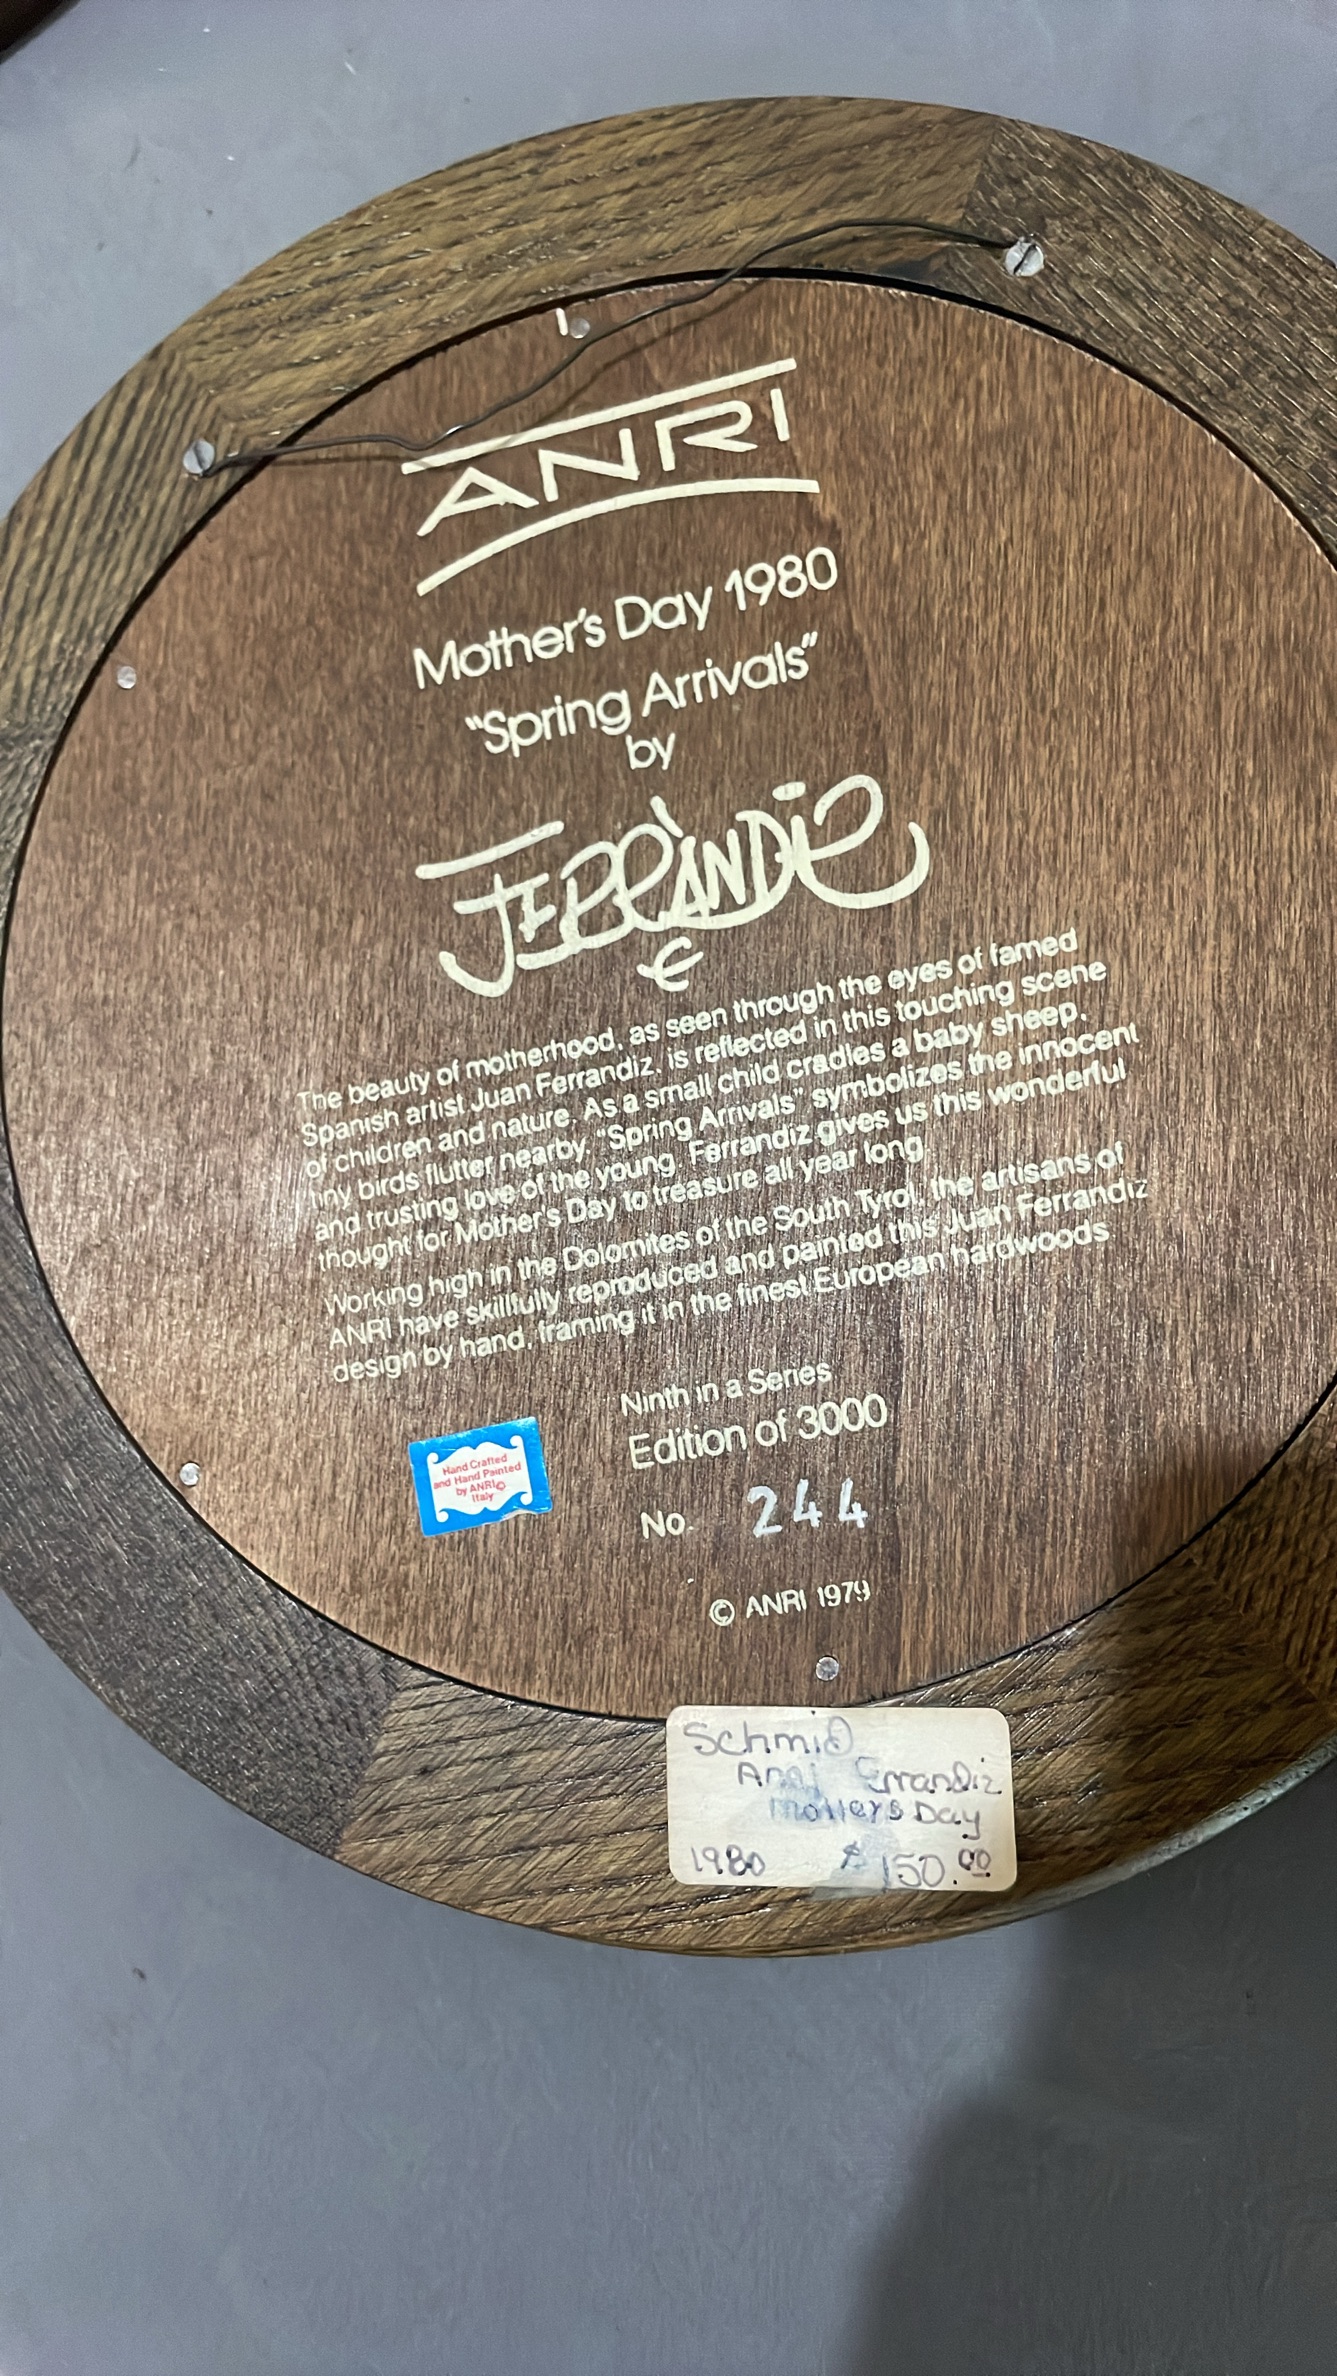 ANRI
Mother's Day 1980
"Spring Arrivals"
by
FERRÀNDIZ
The beauty of motherhood, as seen through the eyes of famed
Spanish artist Juan Ferrandiz, is reflected in this touching scene
of children and nature. As a small child cradles a baby sheep,
tiny birds flutter nearby. "Spring Arrivals" symbolizes the innocent
and trusting love of the young. Ferrandiz gives us this wonderful
thought for Mother's Day to treasure all year long.
Working high in the Dolomites of the South Tyrol, the artisans of
ANRI have skillfully reproduced and painted this Juan Ferrandiz
design by hand, framing it in the finest European hardwoods
Ninth in a Series
Edition of 3000
No. 244
© ANRI 1979
Hand Crafted
and Hand Painted
by ANRI©
Italy
Schmid
Anri Errandiz
Mothers Day
1980 $150.00